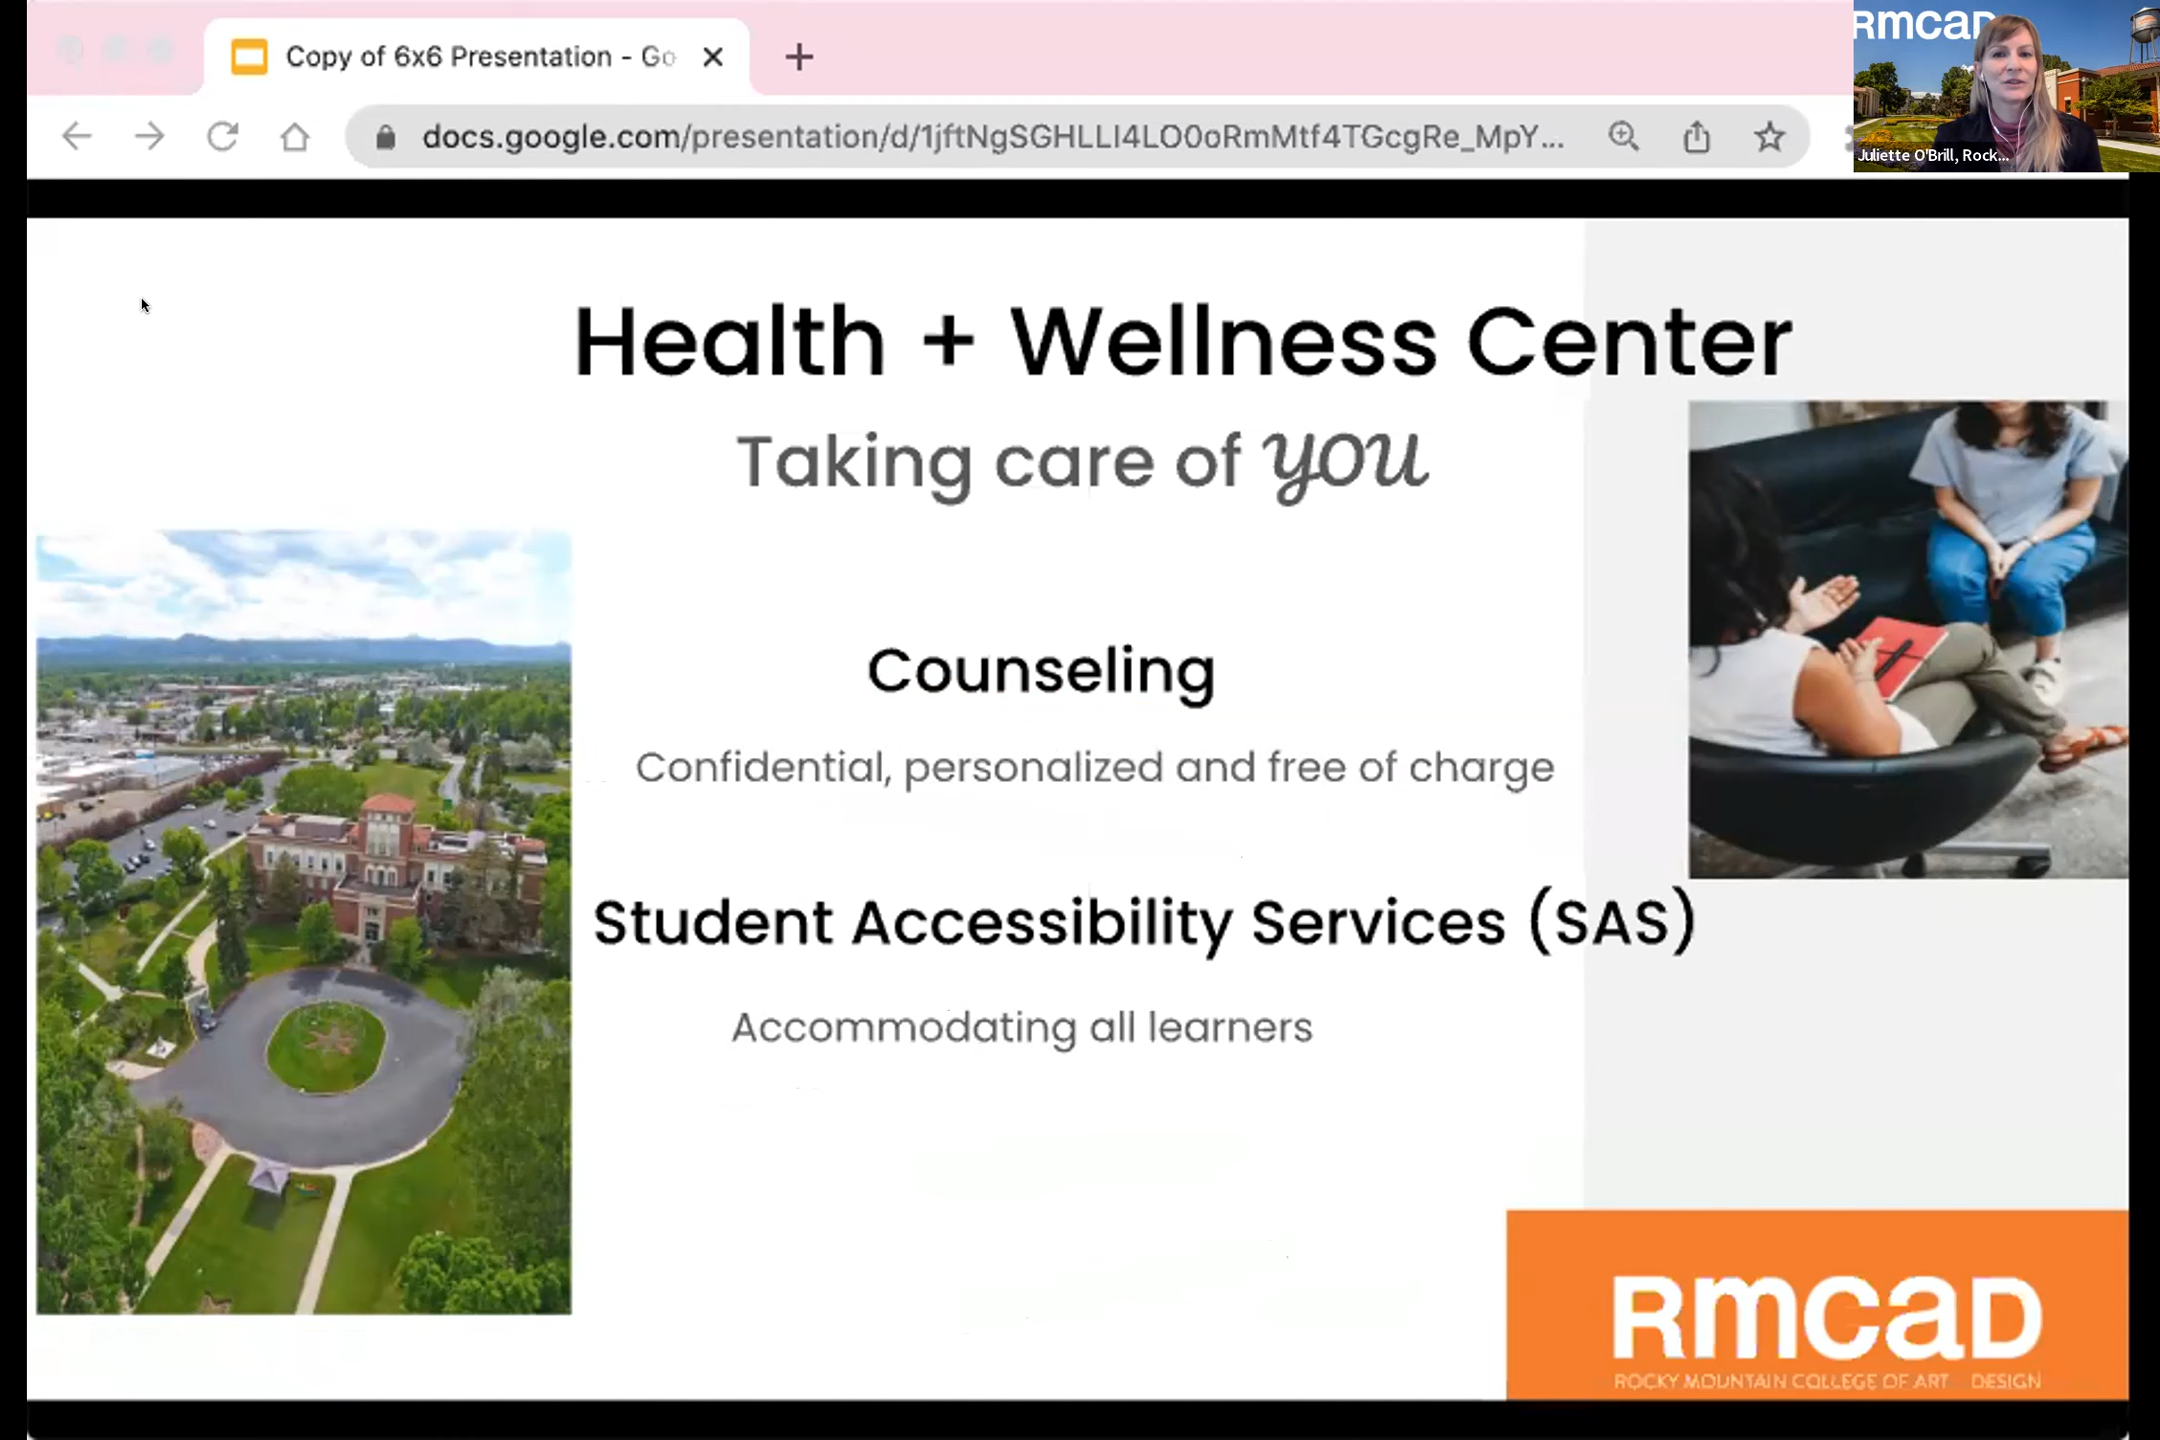 Copy of 6x6 Presentation - Go
docs.google.com/presentation/d/1jftNgSGHLLI4LO0oRmMtf4TGcgRe_MpY...
RMCAD
Juliette O'Brill, Rock...
Health + Wellness Center
Taking care of you
Counseling
Confidential, personalized and free of charge
Student Accessibility Services (SAS)
Accommodating all learners
RMCAD
ROCKY MOUNTAIN COLLEGE OF ART DESIGN